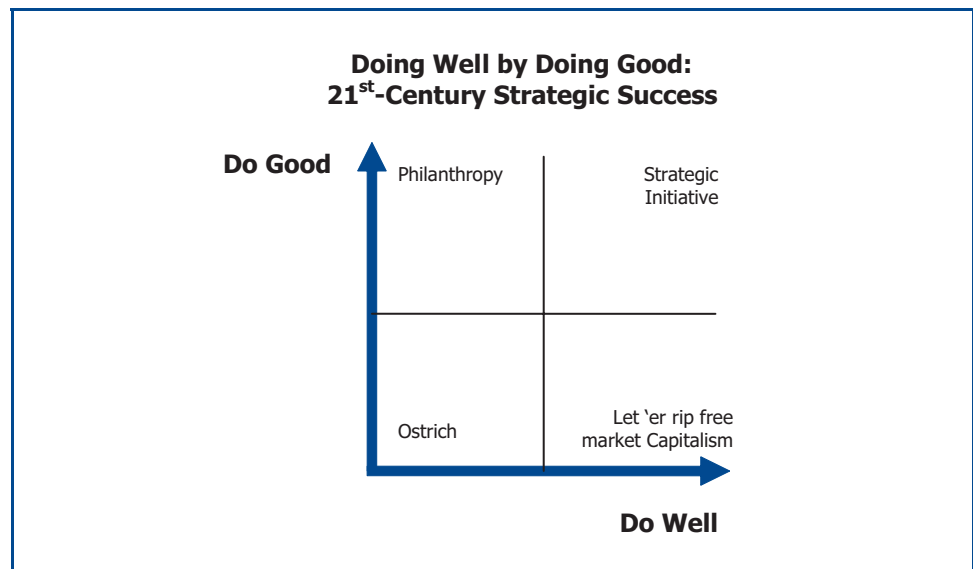 Doing Well by Doing Good:
21st-Century Strategic Success
Do Good
Philanthropy
Strategic
Initiative
Ostrich
Let ‘er rip free
market Capitalism
Do Well